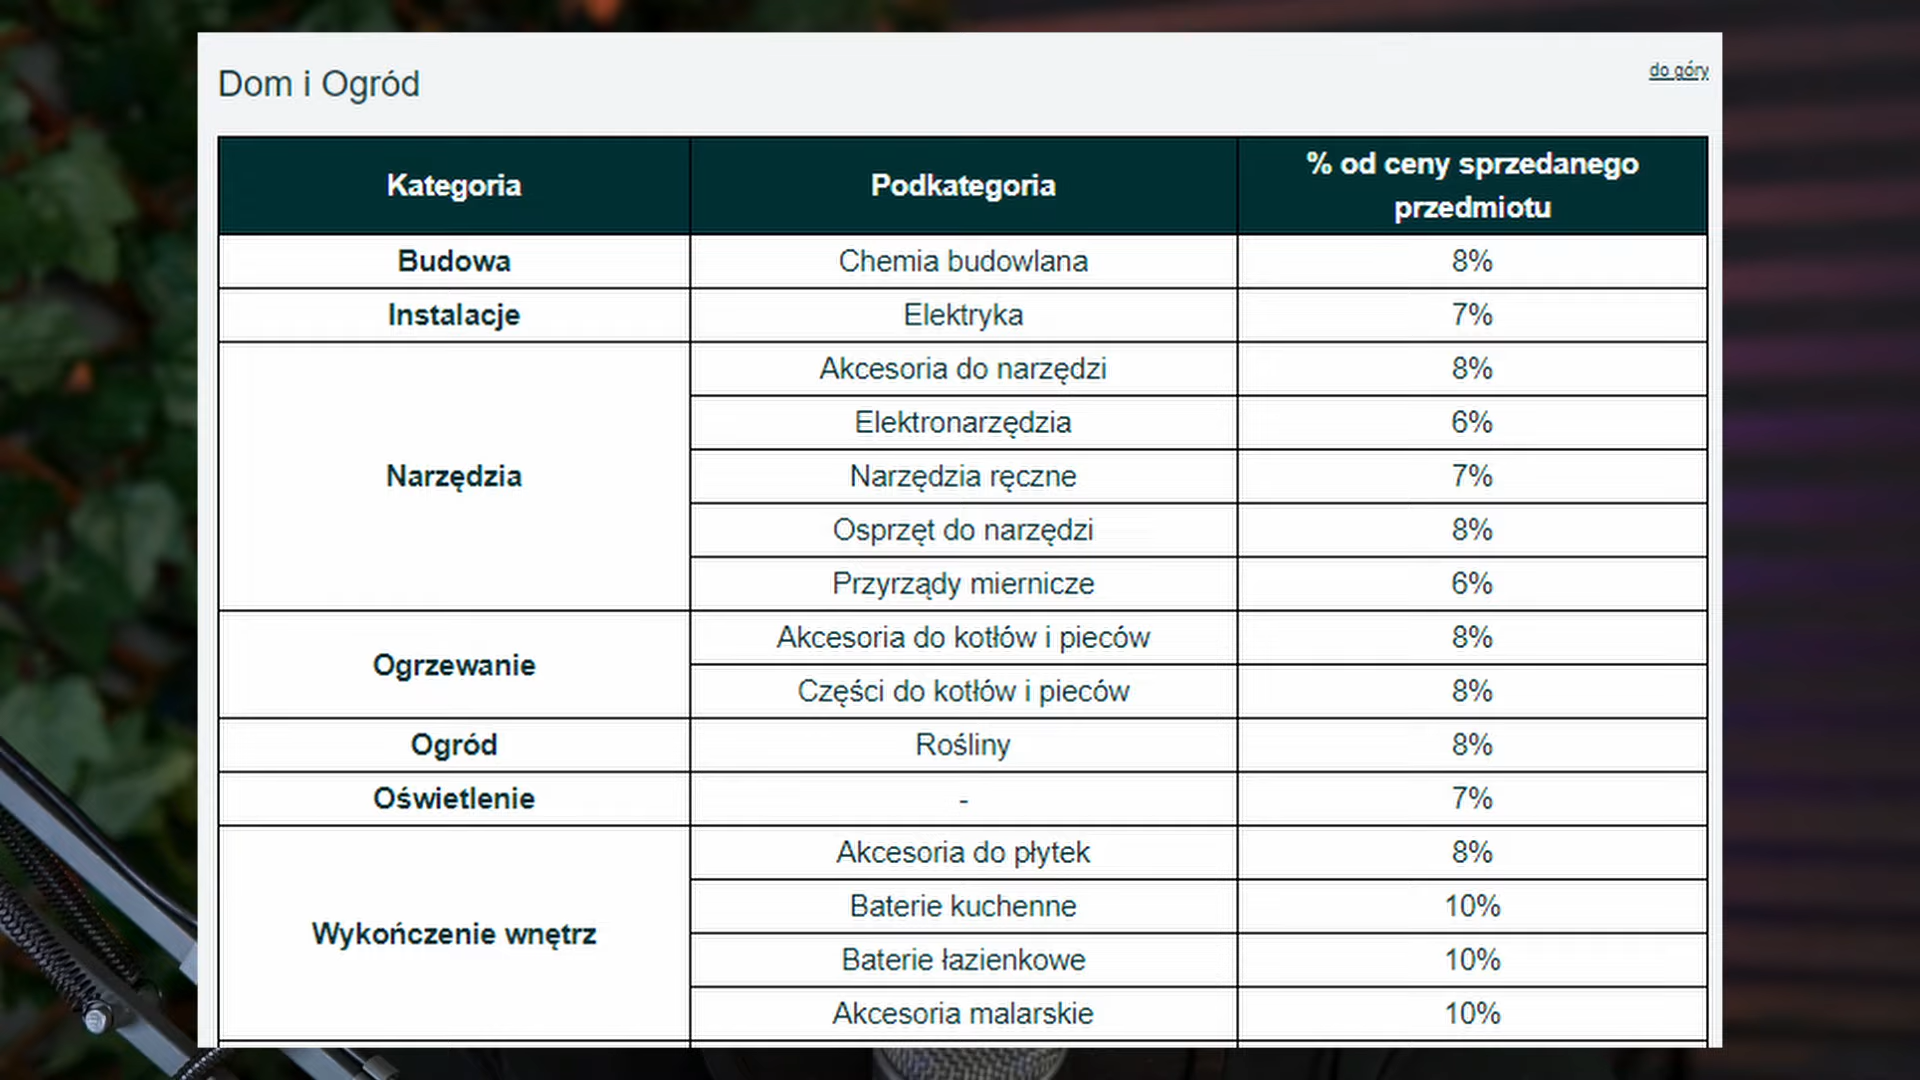 Dom i Ogród
do góry
Kategoria Podkategoria % od ceny sprzedanego przedmiotu
Budowa Chemia budowlana 8%
Instalacje Elektryka 7%
Narzędzia Akcesoria do narzędzi 8%
Elektronarzędzia 6%
Narzędzia ręczne 7%
Osprzęt do narzędzi 8%
Przyrządy miernicze 6%
Ogrzewanie Akcesoria do kotłów i pieców 8%
Części do kotłów i pieców 8%
Ogród Rośliny 8%
Oświetlenie - 7%
Wykończenie wnętrz Akcesoria do płytek 8%
Baterie kuchenne 10%
Baterie łazienkowe 10%
Akcesoria malarskie 10%